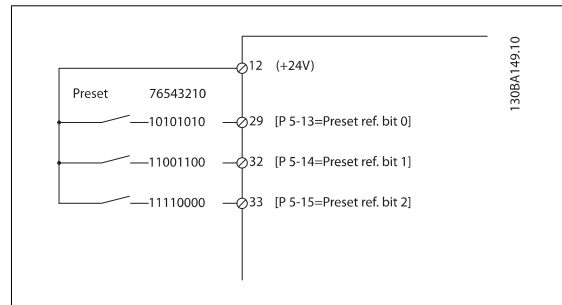 12 (+24V)
Preset 76543210
10101010 29 [P 5-13=Preset ref. bit 0]
11001100 32 [P 5-14=Preset ref. bit 1]
11110000 33 [P 5-15=Preset ref. bit 2]
130BA149.10